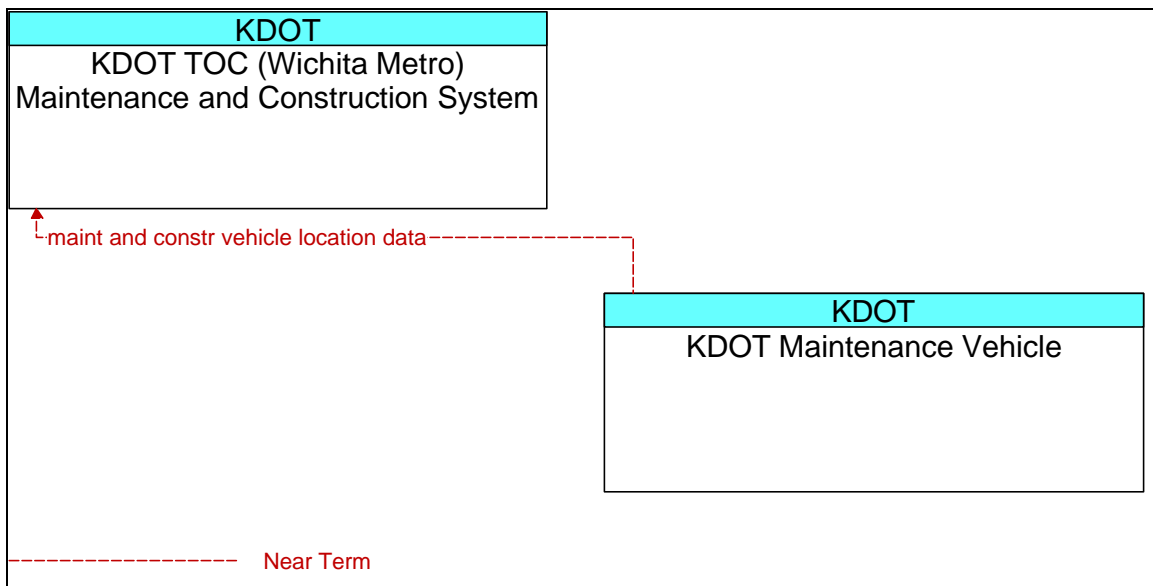 KDOT
KDOT TOC (Wichita Metro)
Maintenance and Construction System
maint and constr vehicle location data
KDOT
KDOT Maintenance Vehicle
Near Term